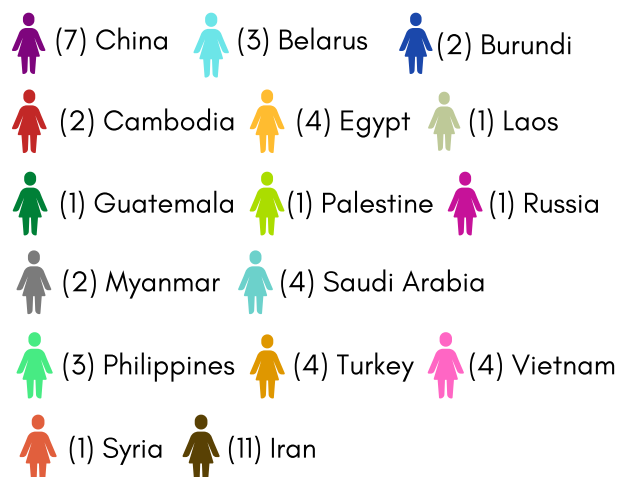 (7) China (3) Belarus (2) Burundi
(2) Cambodia (4) Egypt (1) Laos
(1) Guatemala (1) Palestine (1) Russia
(2) Myanmar (4) Saudi Arabia
(3) Philippines (4) Turkey (4) Vietnam
(1) Syria (11) Iran